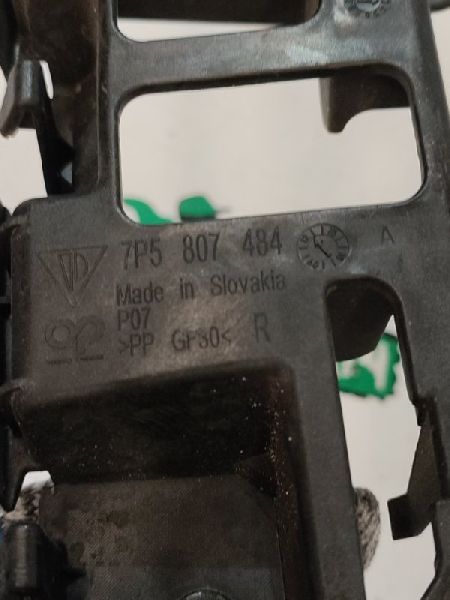 7P5 807 484 A
Made in Slovakia
P07
>PP GF30< R